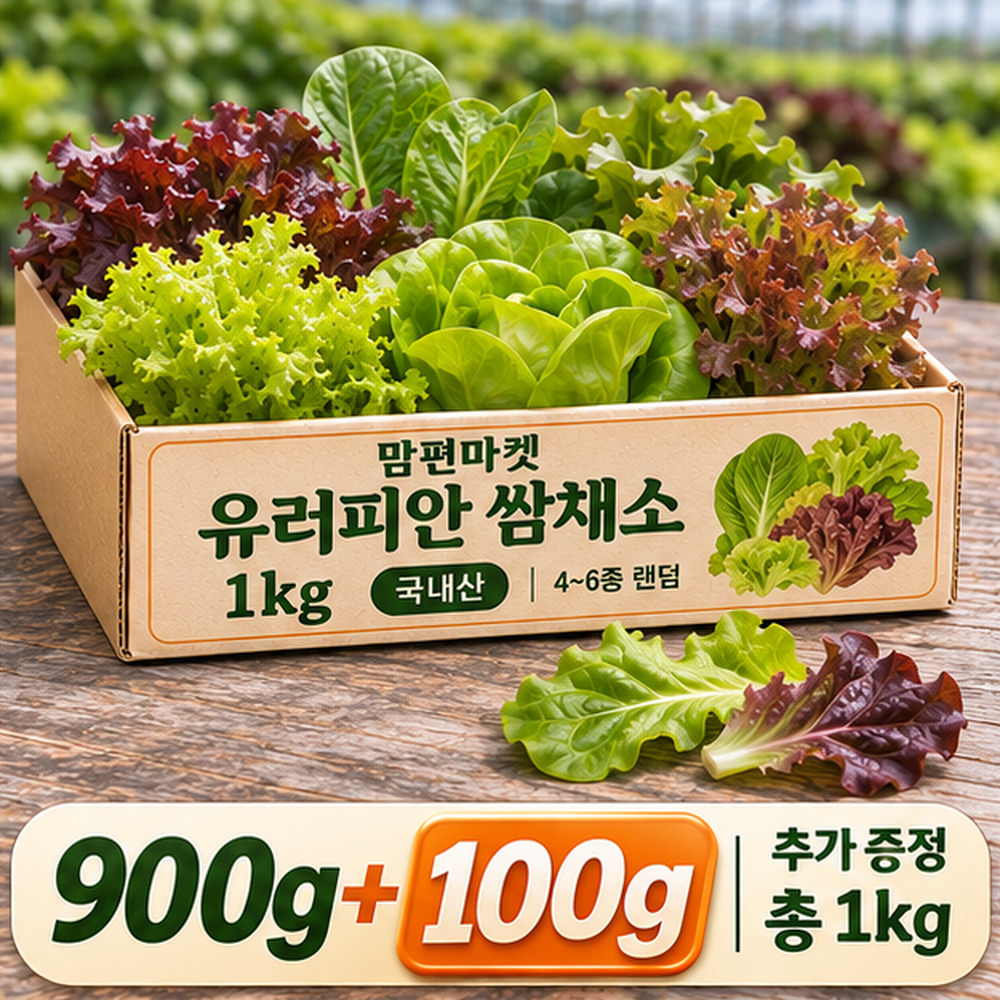 맘편마켓
유러피안 쌈채소
1kg 국내산 | 4~6종 랜덤
900g+100g
추가 증정
총 1kg